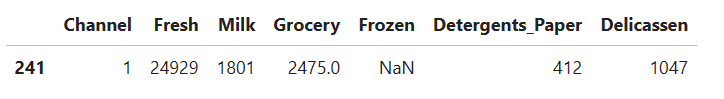 Channel Fresh Milk Grocery Frozen Detergents_Paper Delicassen
241 1 24929 1801 2475.0 NaN 412 1047